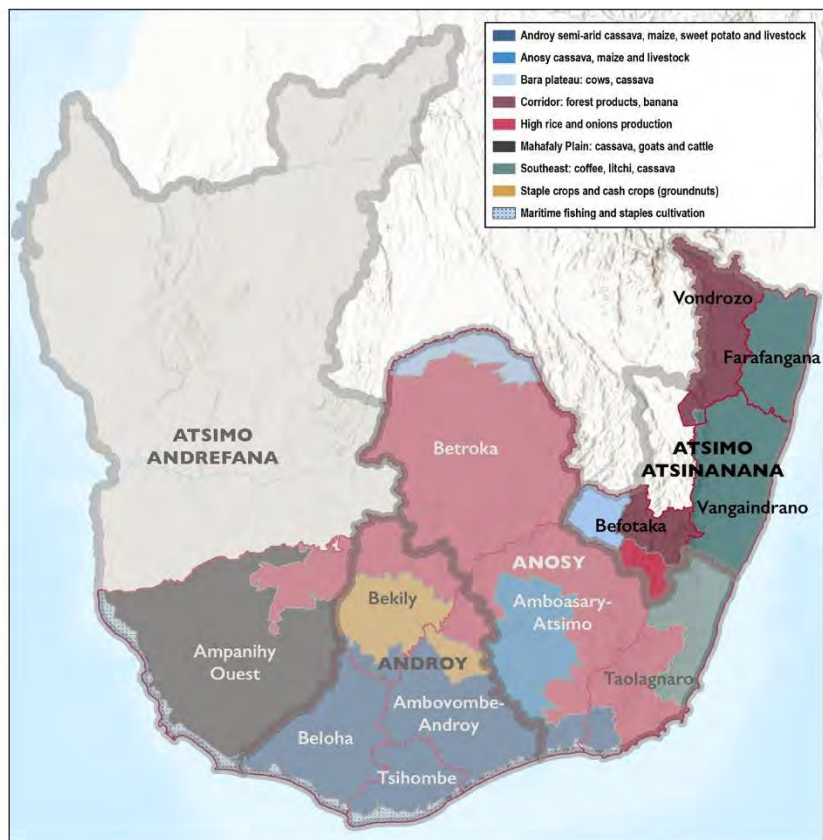 Androy semi-arid cassava, maize, sweet potato and livestock
Anosy cassava, maize and livestock
Bara plateau: cows, cassava
Corridor: forest products, banana
High rice and onions production
Mahafaly Plain: cassava, goats and cattle
Southeast: coffee, litchi, cassava
Staple crops and cash crops (groundnuts)
Maritime fishing and staples cultivation
Vondrozo
Farafangana
ATSIMO
ANDREFANA
Betroka
ATSIMO
ATSINANANA
Vangaindrano
Befotaka
ANOSY
Bekily
Amboasary-
Atsimo
Ampanihy
Ouest
ANDROY
Taolagnaro
Ambovombe-
Androy
Beloha
Tsihombe